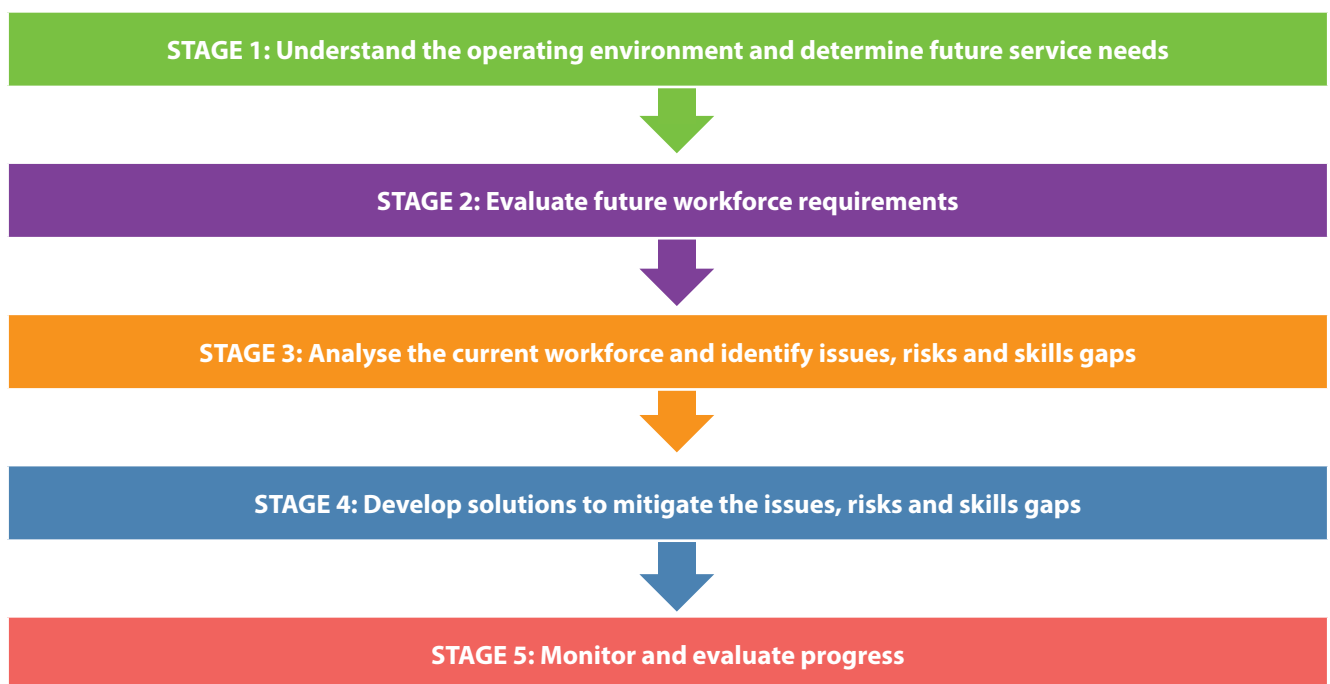 STAGE 1: Understand the operating environment and determine future service needs
STAGE 2: Evaluate future workforce requirements
STAGE 3: Analyse the current workforce and identify issues, risks and skills gaps
STAGE 4: Develop solutions to mitigate the issues, risks and skills gaps
STAGE 5: Monitor and evaluate progress